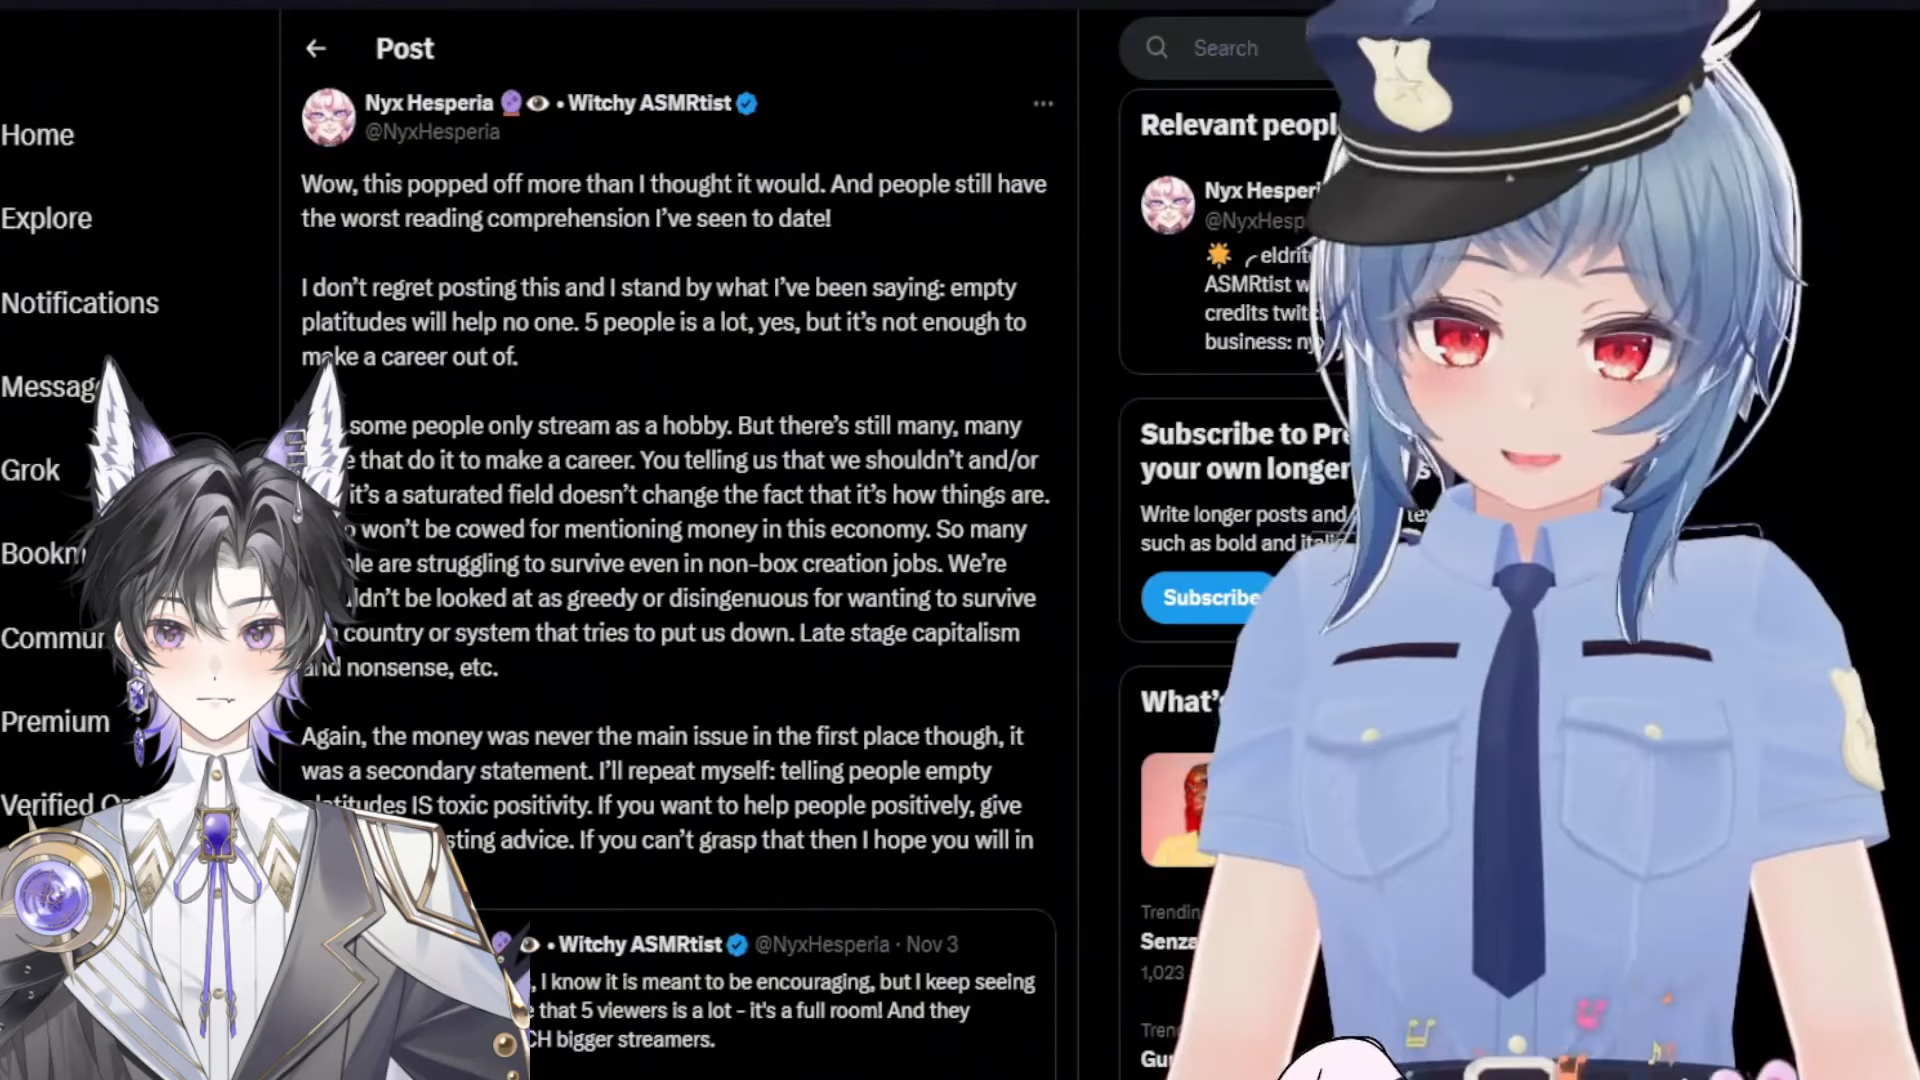 Post
Search
Nyx Hesperia 🔮👁 • Witchy ASMRtist
@NyxHesperia
Wow, this popped off more than I thought it would. And people still have
the worst reading comprehension I've seen to date!
I don't regret posting this and I stand by what I've been saying: empty
platitudes will help no one. 5 people is a lot, yes, but it's not enough to
make a career out of.
some people only stream as a hobby. But there's still many, many
that do it to make a career. You telling us that we shouldn't and/or
it's a saturated field doesn't change the fact that it's how things are.
won't be cowed for mentioning money in this economy. So many
are struggling to survive even in non-box creation jobs. We're
be looked at as greedy or disingenuous for wanting to survive
country or system that tries to put us down. Late stage capitalism
and nonsense, etc.
Again, the money was never the main issue in the first place though, it
was a secondary statement. I'll repeat myself: telling people empty
platitudes IS toxic positivity. If you want to help people positively, give
advice. If you can't grasp that then I hope you will in
👁 • Witchy ASMRtist @NyxHesperia · Nov 3
I know it is meant to be encouraging, but I keep seeing
that 5 viewers is a lot - it's a full room! And they
bigger streamers.
Home
Explore
Notifications
Grok
Premium
Verified
Relevant
Nyx
ASMRtist
credits
business:
Subscribe to
your own longer
Write longer posts and
such as bold and italic
Subscribe
What's
Senza
1,023